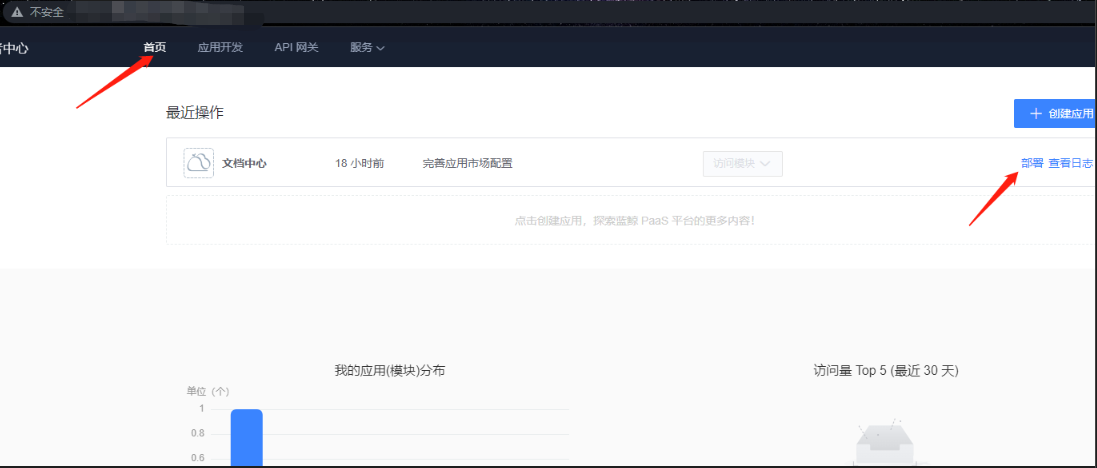 不安全
者中心 首页 应用开发 API 网关 服务
最近操作
创建应用
文档中心 18 小时前 完善应用市场配置 访问模块 部署 查看日志
点击创建应用，探索蓝鲸 PaaS 平台的更多内容！
我的应用(模块)分布
访问量 Top 5 (最近 30 天)
单位（个）
1
0.8
0.6